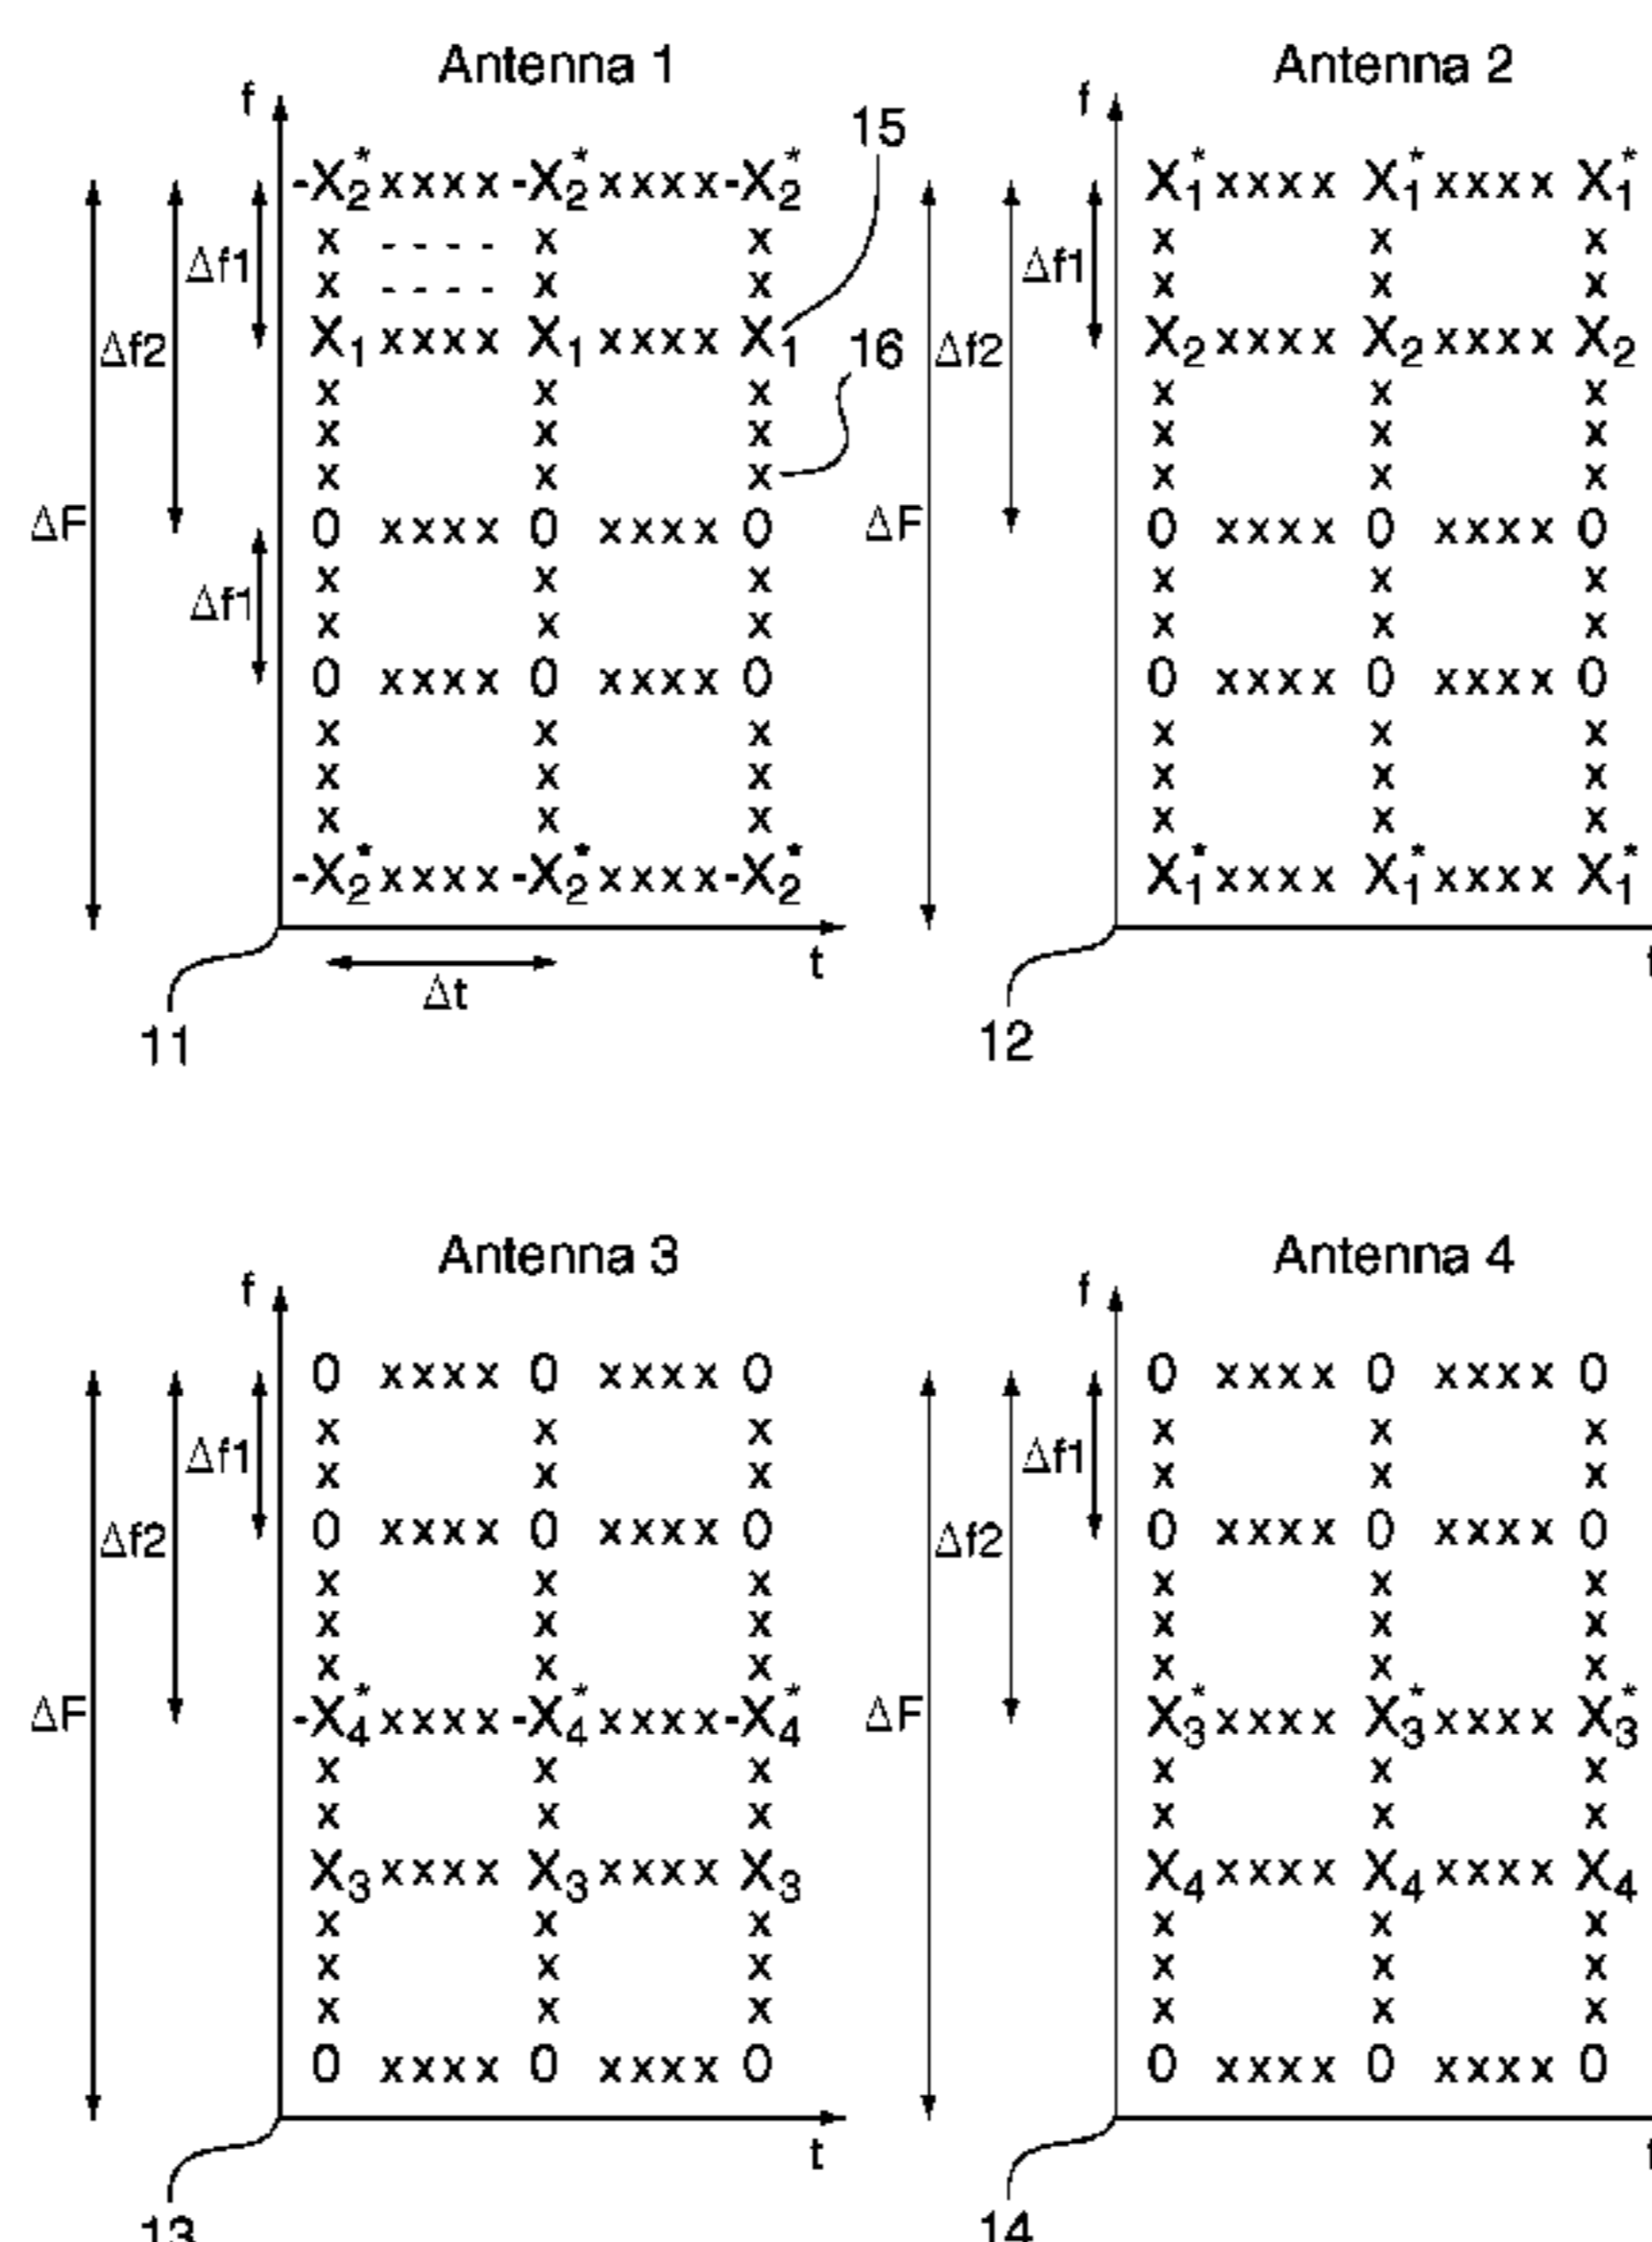 Antenna 1 Antenna 2
f f
15
-X₂* x x x x -X₂* x x x x -X₂* X₁* x x x x X₁* x x x x X₁*
x - - - - x x x x x
Δf1 Δf1
x - - - - x x x x x
X₁ x x x x X₁ x x x x X₁ X₂ x x x x X₂ x x x x X₂
Δf2 16 Δf2
x x x x x x
x x x x x x
x x x x x x
ΔF 0 x x x x 0 x x x x 0 ΔF 0 x x x x 0 x x x x 0
x x x x x x
Δf1
x x x x x x
0 x x x x 0 x x x x 0 0 x x x x 0 x x x x 0
x x x x x x
x x x x x x
x x x x x x
-X₂* x x x x -X₂* x x x x -X₂* X₁* x x x x X₁* x x x x X₁*
t
Δt
11 12
Antenna 3 Antenna 4
f f
0 x x x x 0 x x x x 0 0 x x x x 0 x x x x 0
x x x x x x
Δf1 Δf1
x x x x x x
0 x x x x 0 x x x x 0 0 x x x x 0 x x x x 0
Δf2 Δf2
x x x x x x
x x x x x x
x x x x x x
ΔF -X₄* x x x x -X₄* x x x x -X₄* ΔF X₃* x x x x X₃* x x x x X₃*
x x x x x x
x x x x x x
X₃ x x x x X₃ x x x x X₃ X₄ x x x x X₄ x x x x X₄
x x x x x x
x x x x x x
x x x x x x
0 x x x x 0 x x x x 0 0 x x x x 0 x x x x 0
t
13 14